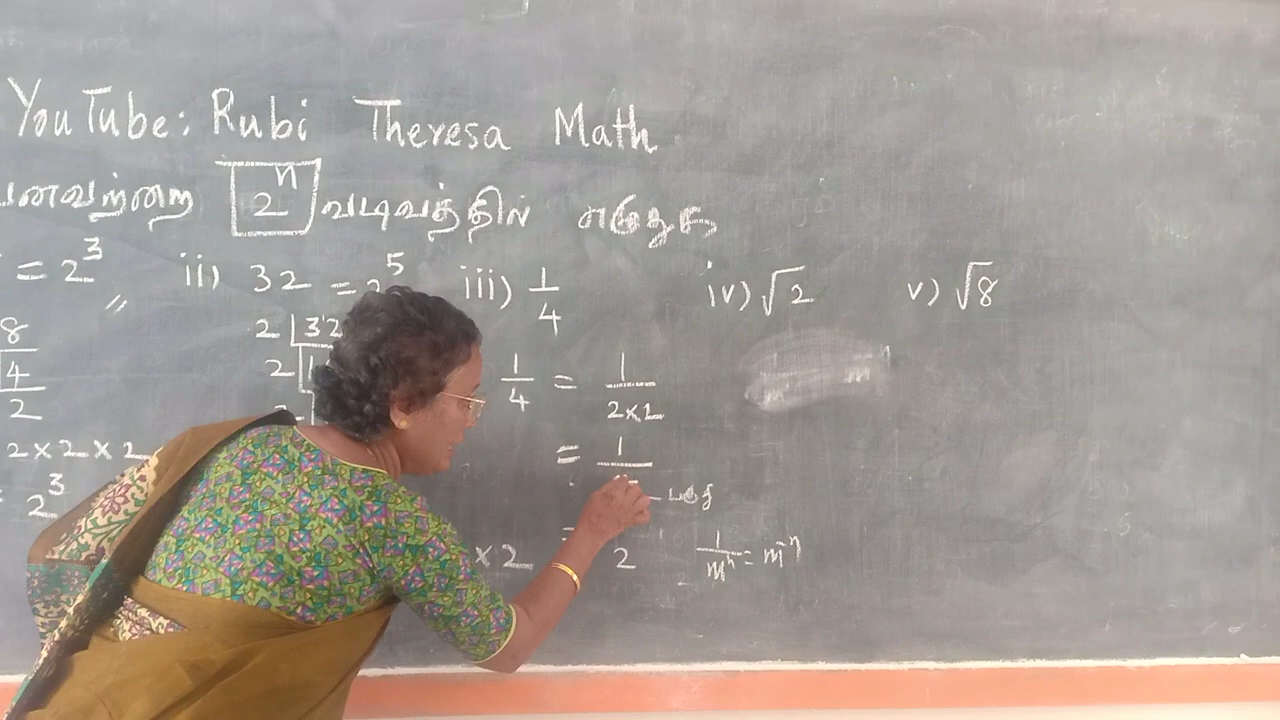 YouTube: Rubi Theresa Math
2ⁿ வடிவத்தில் எழுதுக
= 2³ ii) 32 = 2⁵ iii) 1/4 iv) √2 v) √8
8 2 | 32
4 2
2 2
1/4 = 1/(2×2)
2×2×2 = 1/
2³ பகுதி
×2 2 1/mⁿ = m⁻ⁿ